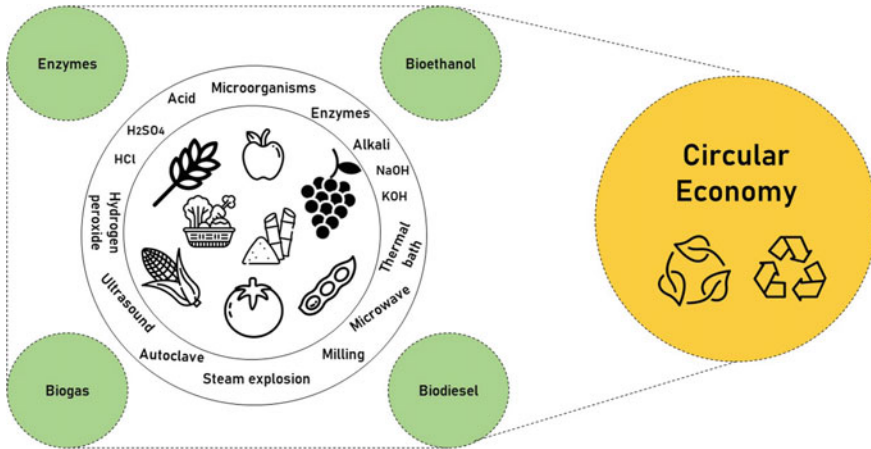 Enzymes
Bioethanol
Microorganisms
Acid
Enzymes
H₂SO₄
Alkali
HCl
NaOH
KOH
Hydrogen
peroxide
Thermal
bath
Ultrasound
Microwave
Autoclave
Milling
Steam explosion
Biogas
Biodiesel
Circular
Economy